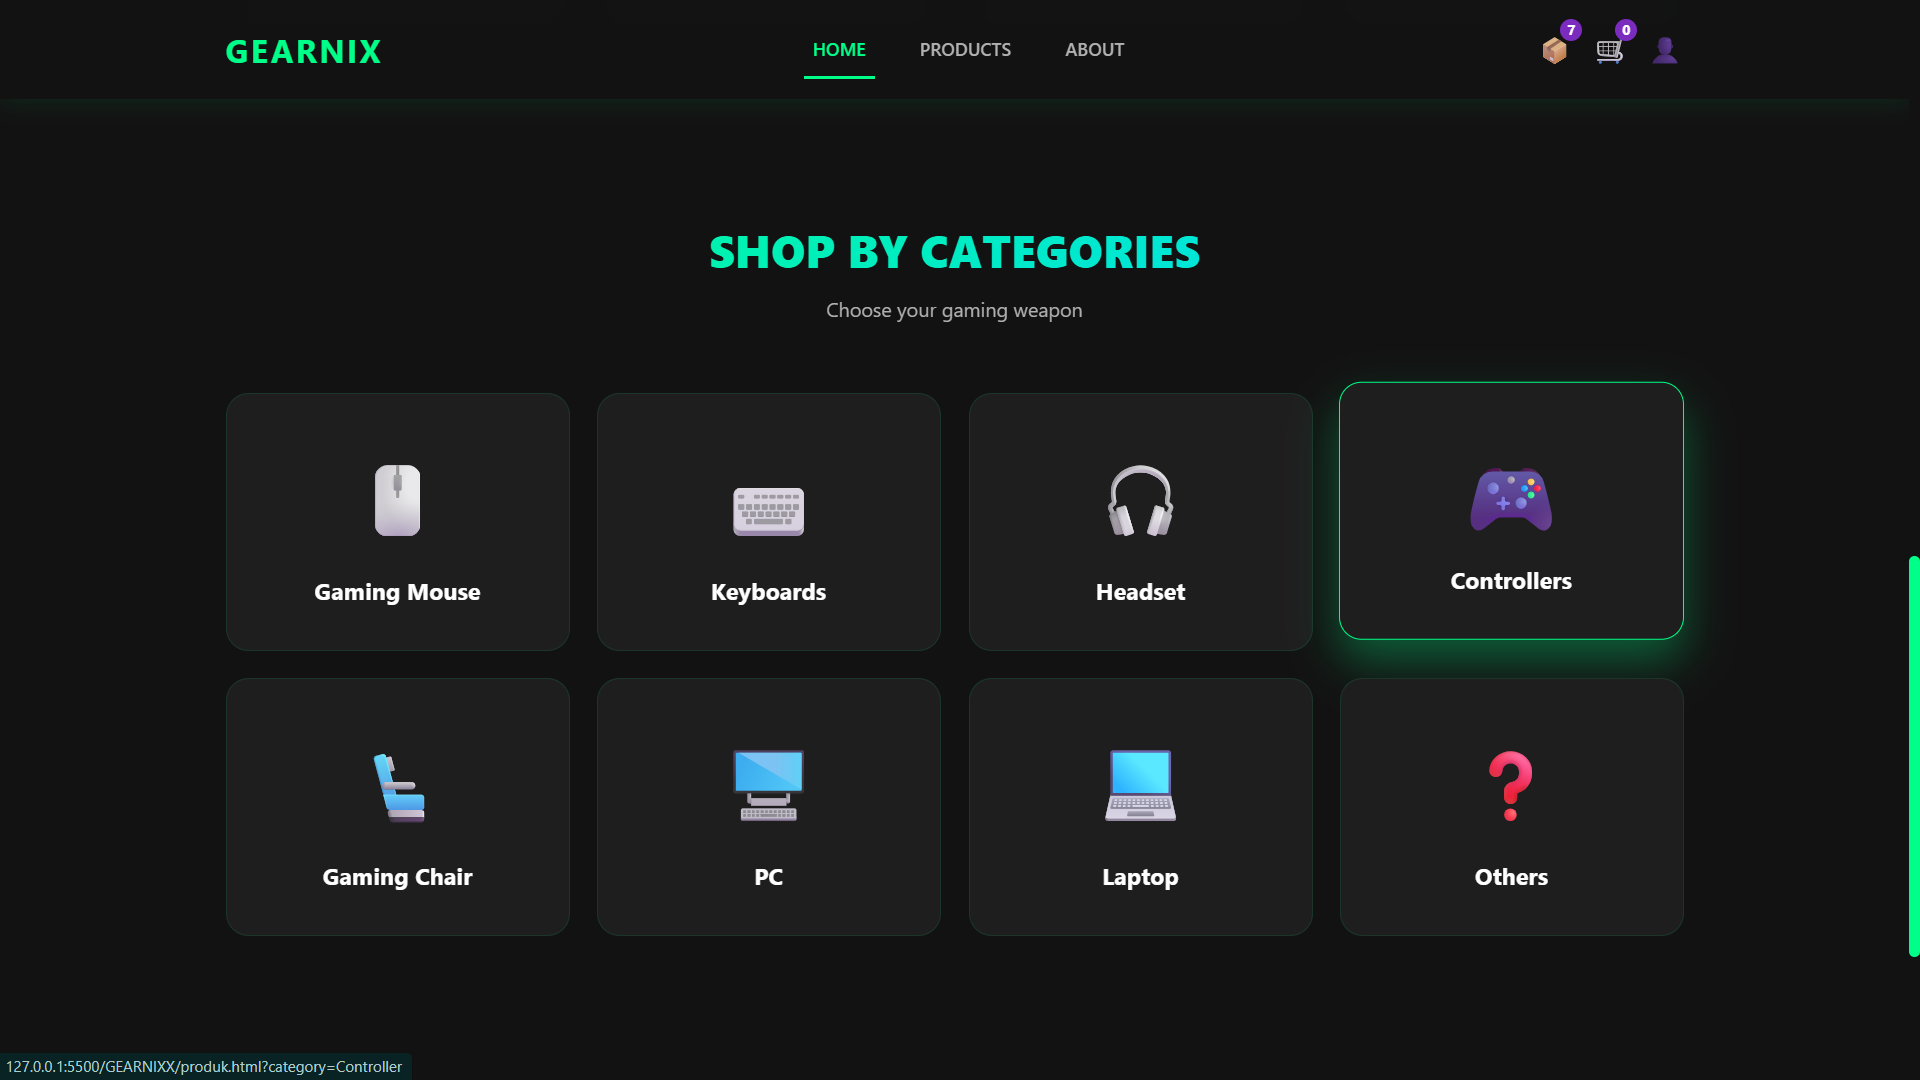 GEARNIX
HOME PRODUCTS ABOUT
7 0
SHOP BY CATEGORIES
Choose your gaming weapon
Gaming Mouse Keyboards Headset Controllers
Gaming Chair PC Laptop Others
127.0.0.1:5500/GEARNIXX/produk.html?category=Controller